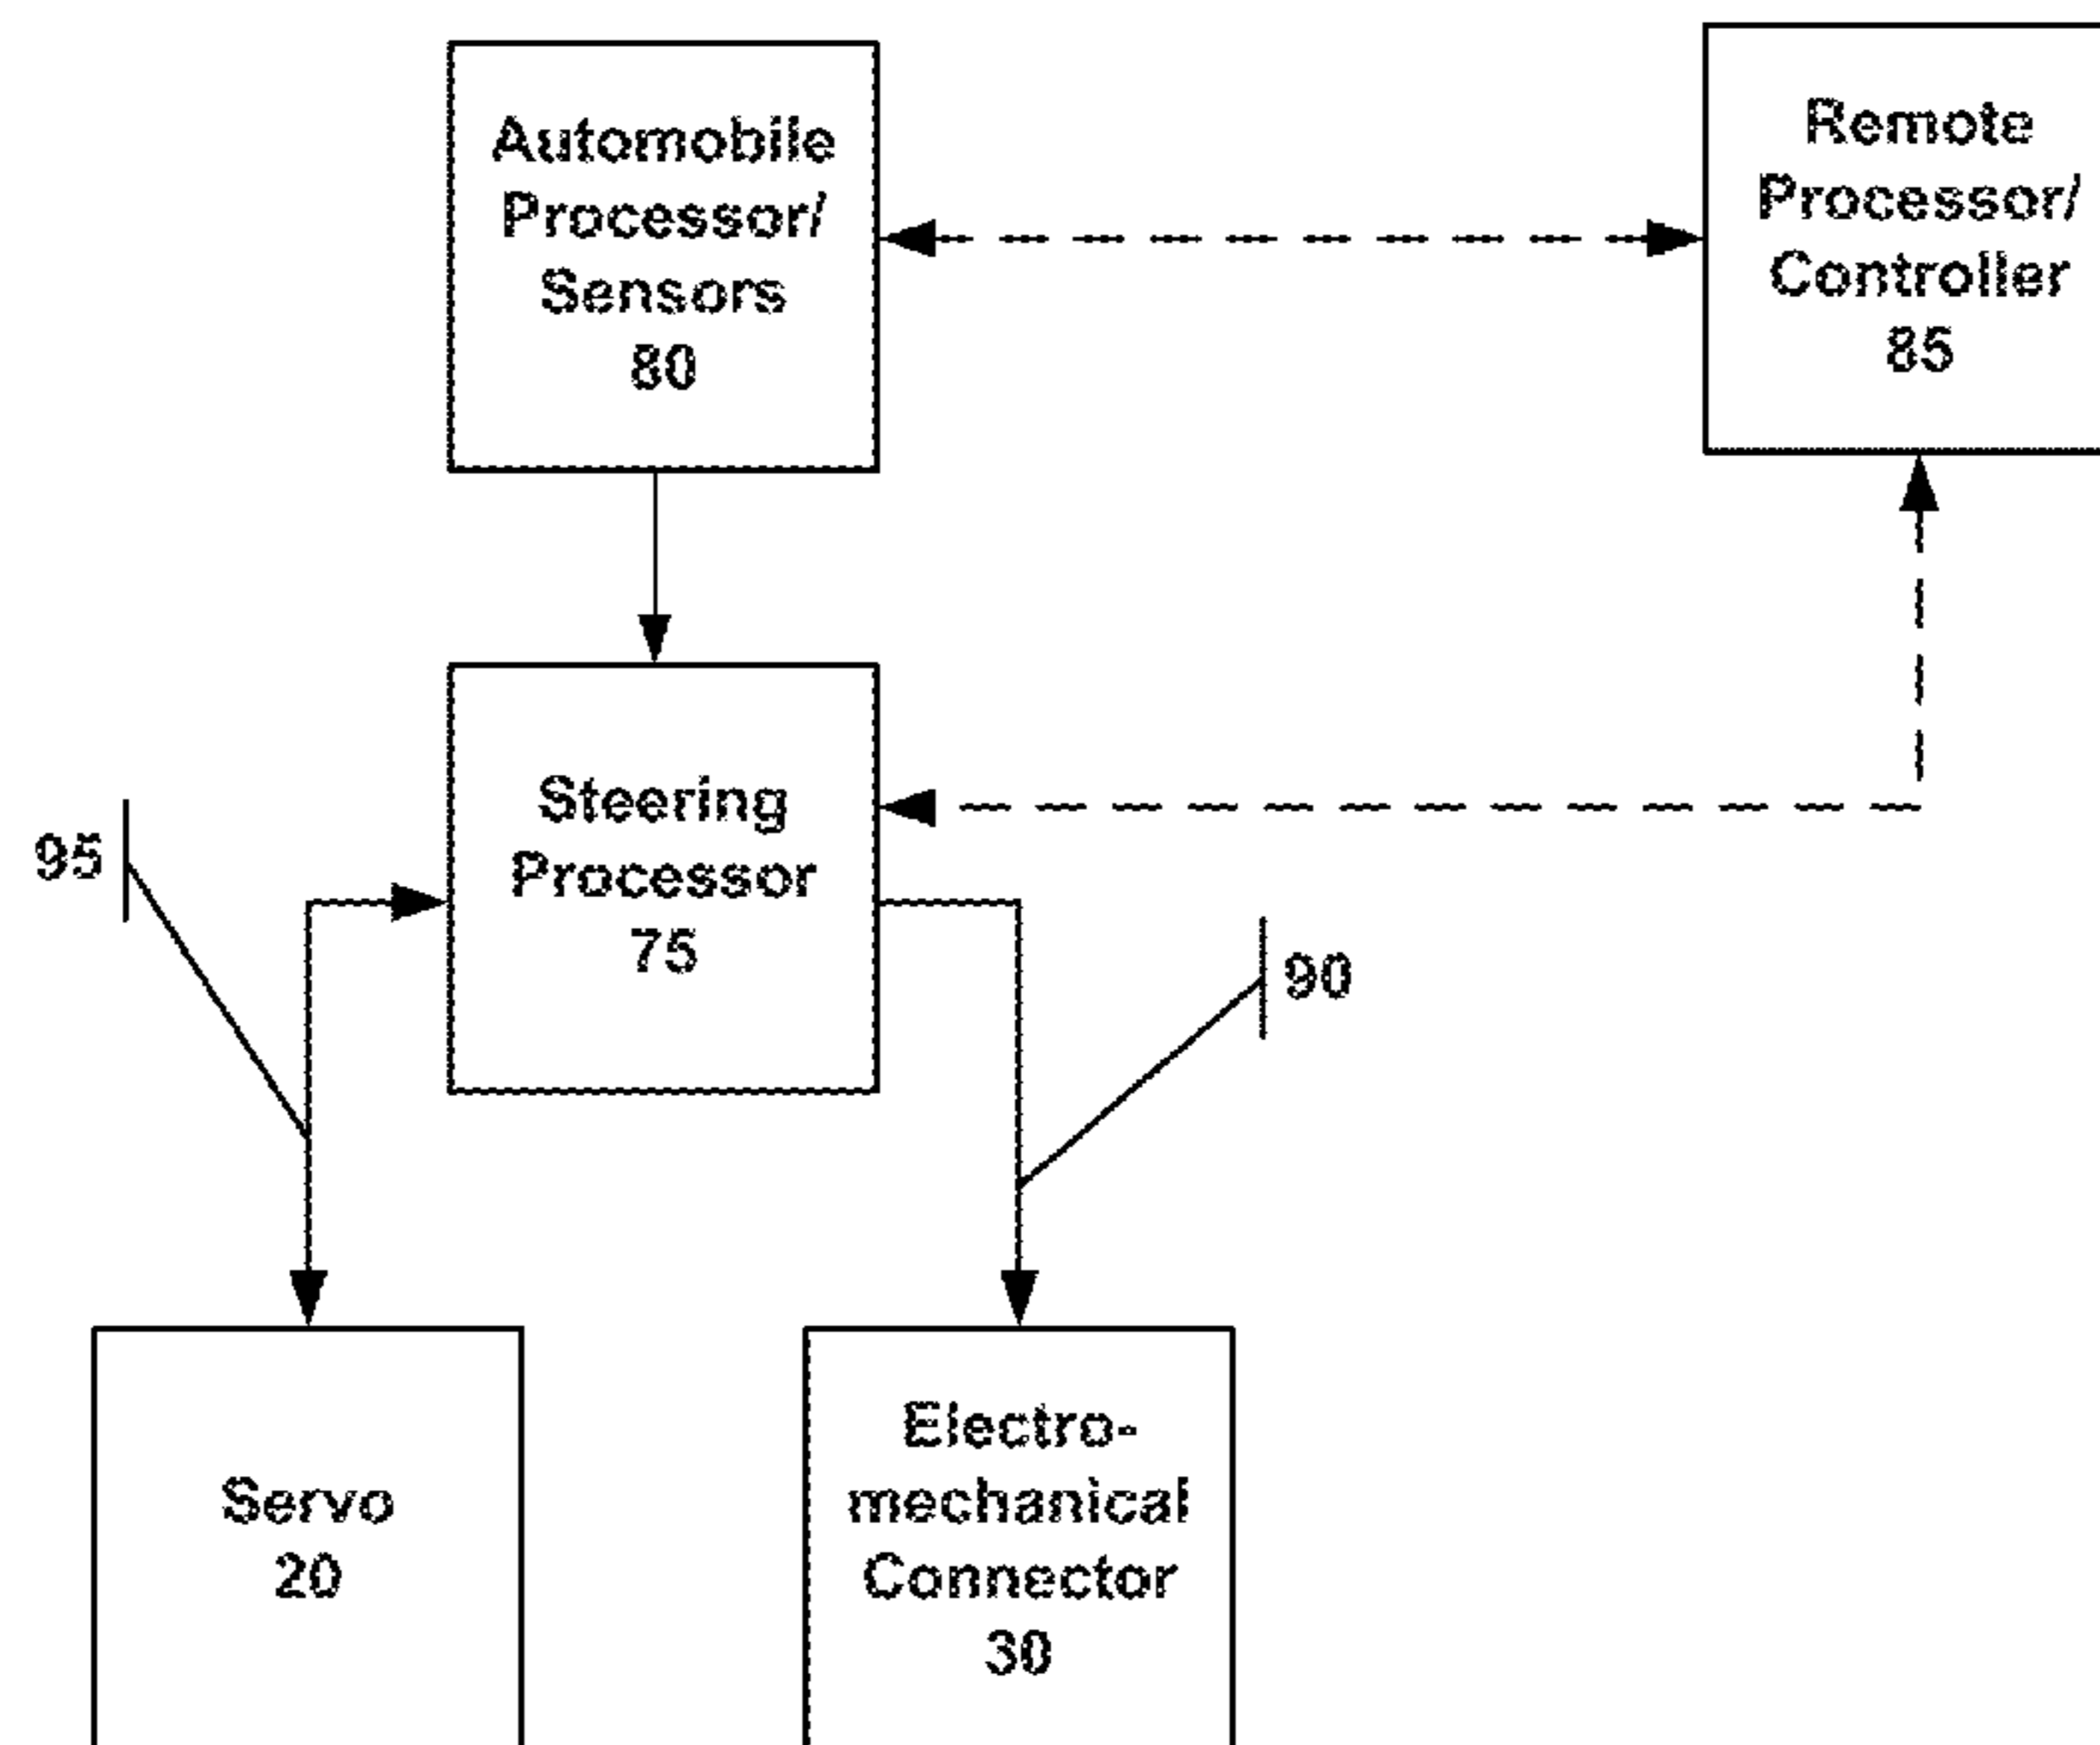 Automobile
Processor/
Sensors
80
Remote
Processor/
Controller
85
Steering
Processor
75
95
90
Servo
20
Electro-
mechanical
Connector
30